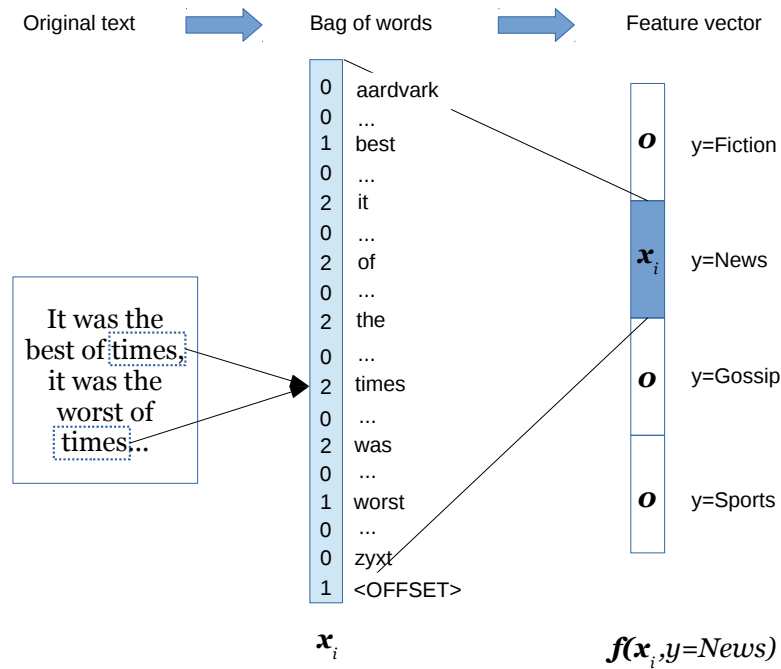 Original text
Bag of words
Feature vector
It was the
best of times,
it was the
worst of
times...
0 aardvark
0 ...
1 best
0 ...
2 it
0 ...
2 of
0 ...
2 the
0 ...
2 times
0 ...
2 was
0 ...
1 worst
0 ...
0 zyxt
1 <OFFSET>
x_i
o y=Fiction
x_i y=News
o y=Gossip
o y=Sports
f(x_i,y=News)